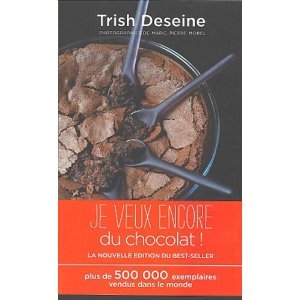 Trish Deseine
PHOTOGRAPHIES DE MARIE-PIERRE MOREL
JE VEUX ENCORE
du chocolat !
LA NOUVELLE EDITION DU BEST-SELLER
plus de 500 000 exemplaires
vendus dans le monde